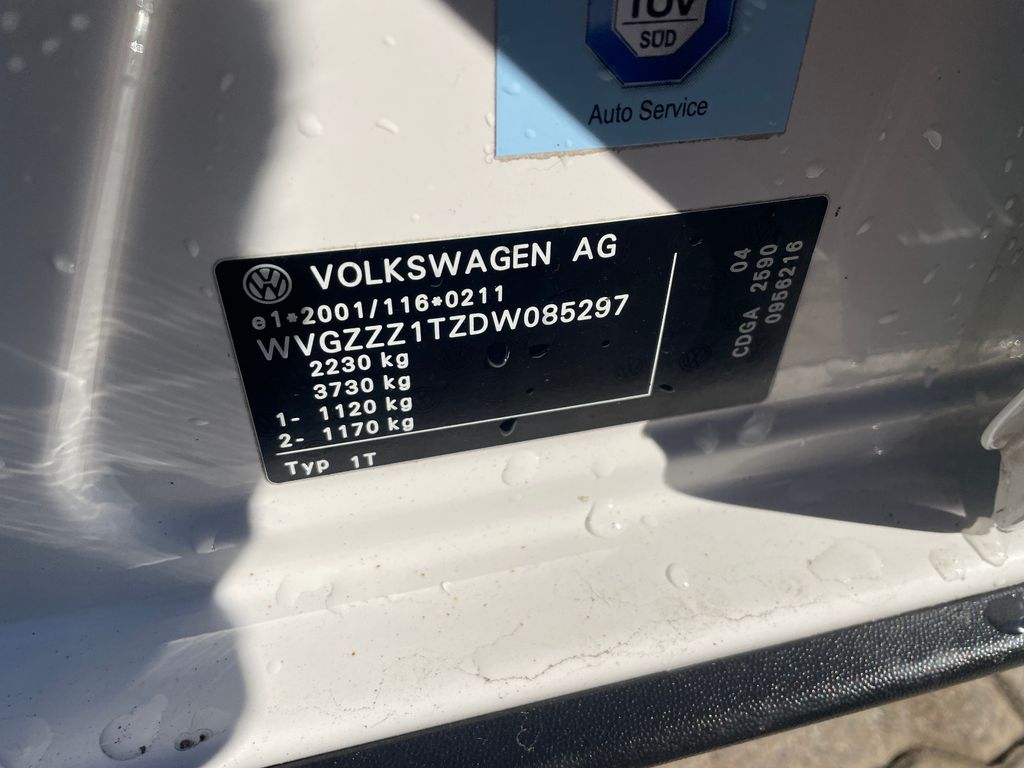 TÜV
SÜD
Auto Service
VOLKSWAGEN AG
e1*2001/116*0211
WVGZZZ1TZDW085297
2230 kg
3730 kg
1- 1120 kg
2- 1170 kg
Typ 1T
04
CDGA 2590
0956216